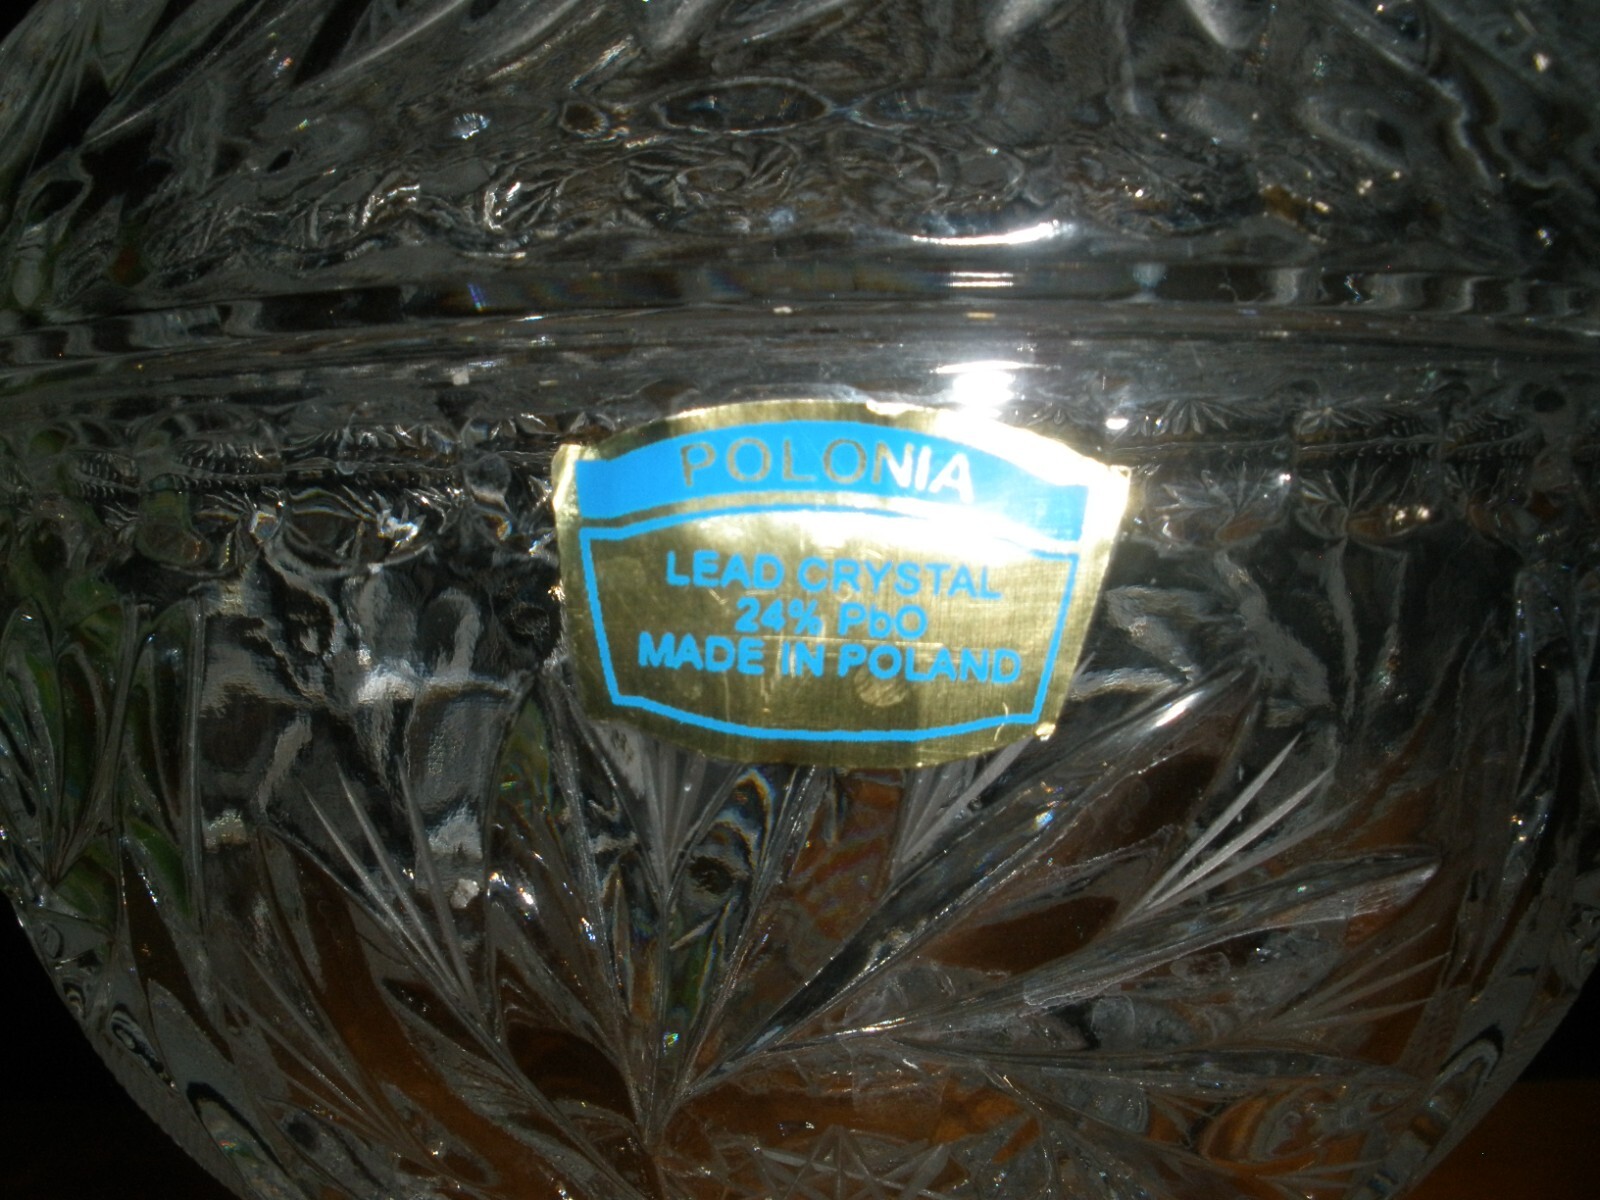 POLONIA
LEAD CRYSTAL
24% PbO
MADE IN POLAND